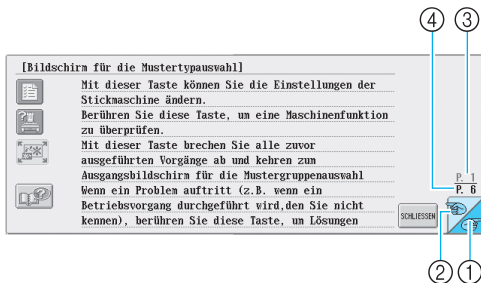 ④ ③
[Bildschirm für die Mustertypauswahl]
Mit dieser Taste können Sie die Einstellungen der
Stickmaschine ändern.
Berühren Sie diese Taste, um eine Maschinenfunktion
zu überprüfen.
Mit dieser Taste brechen Sie alle zuvor
ausgeführten Vorgänge ab und kehren zum
Ausgangsbildschirm für die Mustergruppenauswahl
Wenn ein Problem auftritt (z.B. wenn ein
Betriebsvorgang durchgeführt wird,den Sie nicht
kennen), berühren Sie diese Taste, um Lösungen
P. 1
P. 6
SCHLIESSEN
② ①